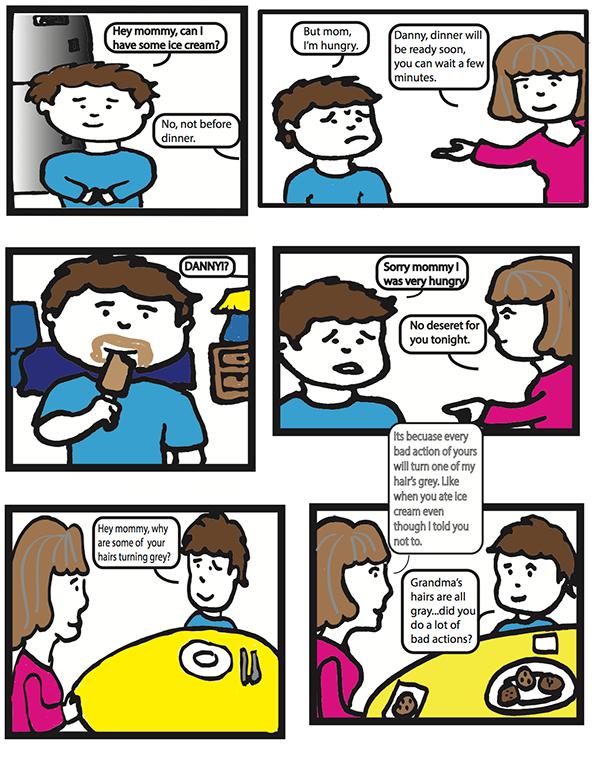 Hey mommy, can I
have some ice cream?
No, not before
dinner.
But mom,
I'm hungry.
Danny, dinner will
be ready soon,
you can wait a few
minutes.
DANNY!?
Sorry mommy I
was very hungry
No deseret for
you tonight.
Hey mommy, why
are some of your
hairs turning grey?
Its becuase every
bad action of yours
will turn one of my
hair's grey. Like
when you ate ice
cream even
though I told you
not to.
Grandma's
hairs are all
gray...did you
do a lot of
bad actions?